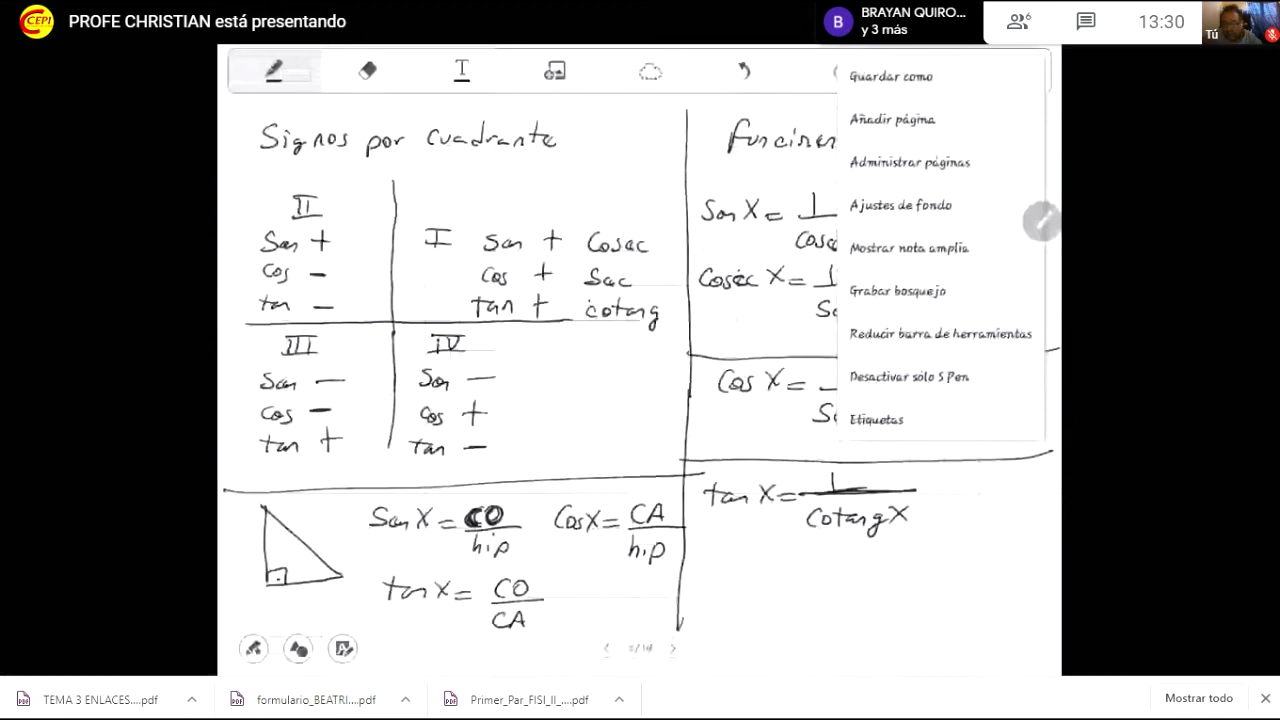 CEPI
PROFE CHRISTIAN está presentando
B
BRAYAN QUIRO...
y 3 más
6
13:30
Tú
T
Guardar como
Añadir página
Administrar páginas
Ajustes de fondo
Mostrar nota amplia
Grabar bosquejo
Reducir barra de herramientas
Desactivar sólo S Pen
Etiquetas
Signos por cuadrante
II
Sen +
cos -
tan -
I Sen + Cosec
cos + Sec
tan + cotang
III
Sen -
cos -
tan +
IV
Sen -
cos +
tan -
Sen X = CO
hip
Cos X = CA
hip
tan X = CO
CA
Funciones
Sen X = 1
Cosec X = 1
Cos X =
tan X = 1
Cotang X
TEMA 3 ENLACES....pdf
formulario_BEATRI....pdf
Primer_Par_FISI_II_....pdf
Mostrar todo